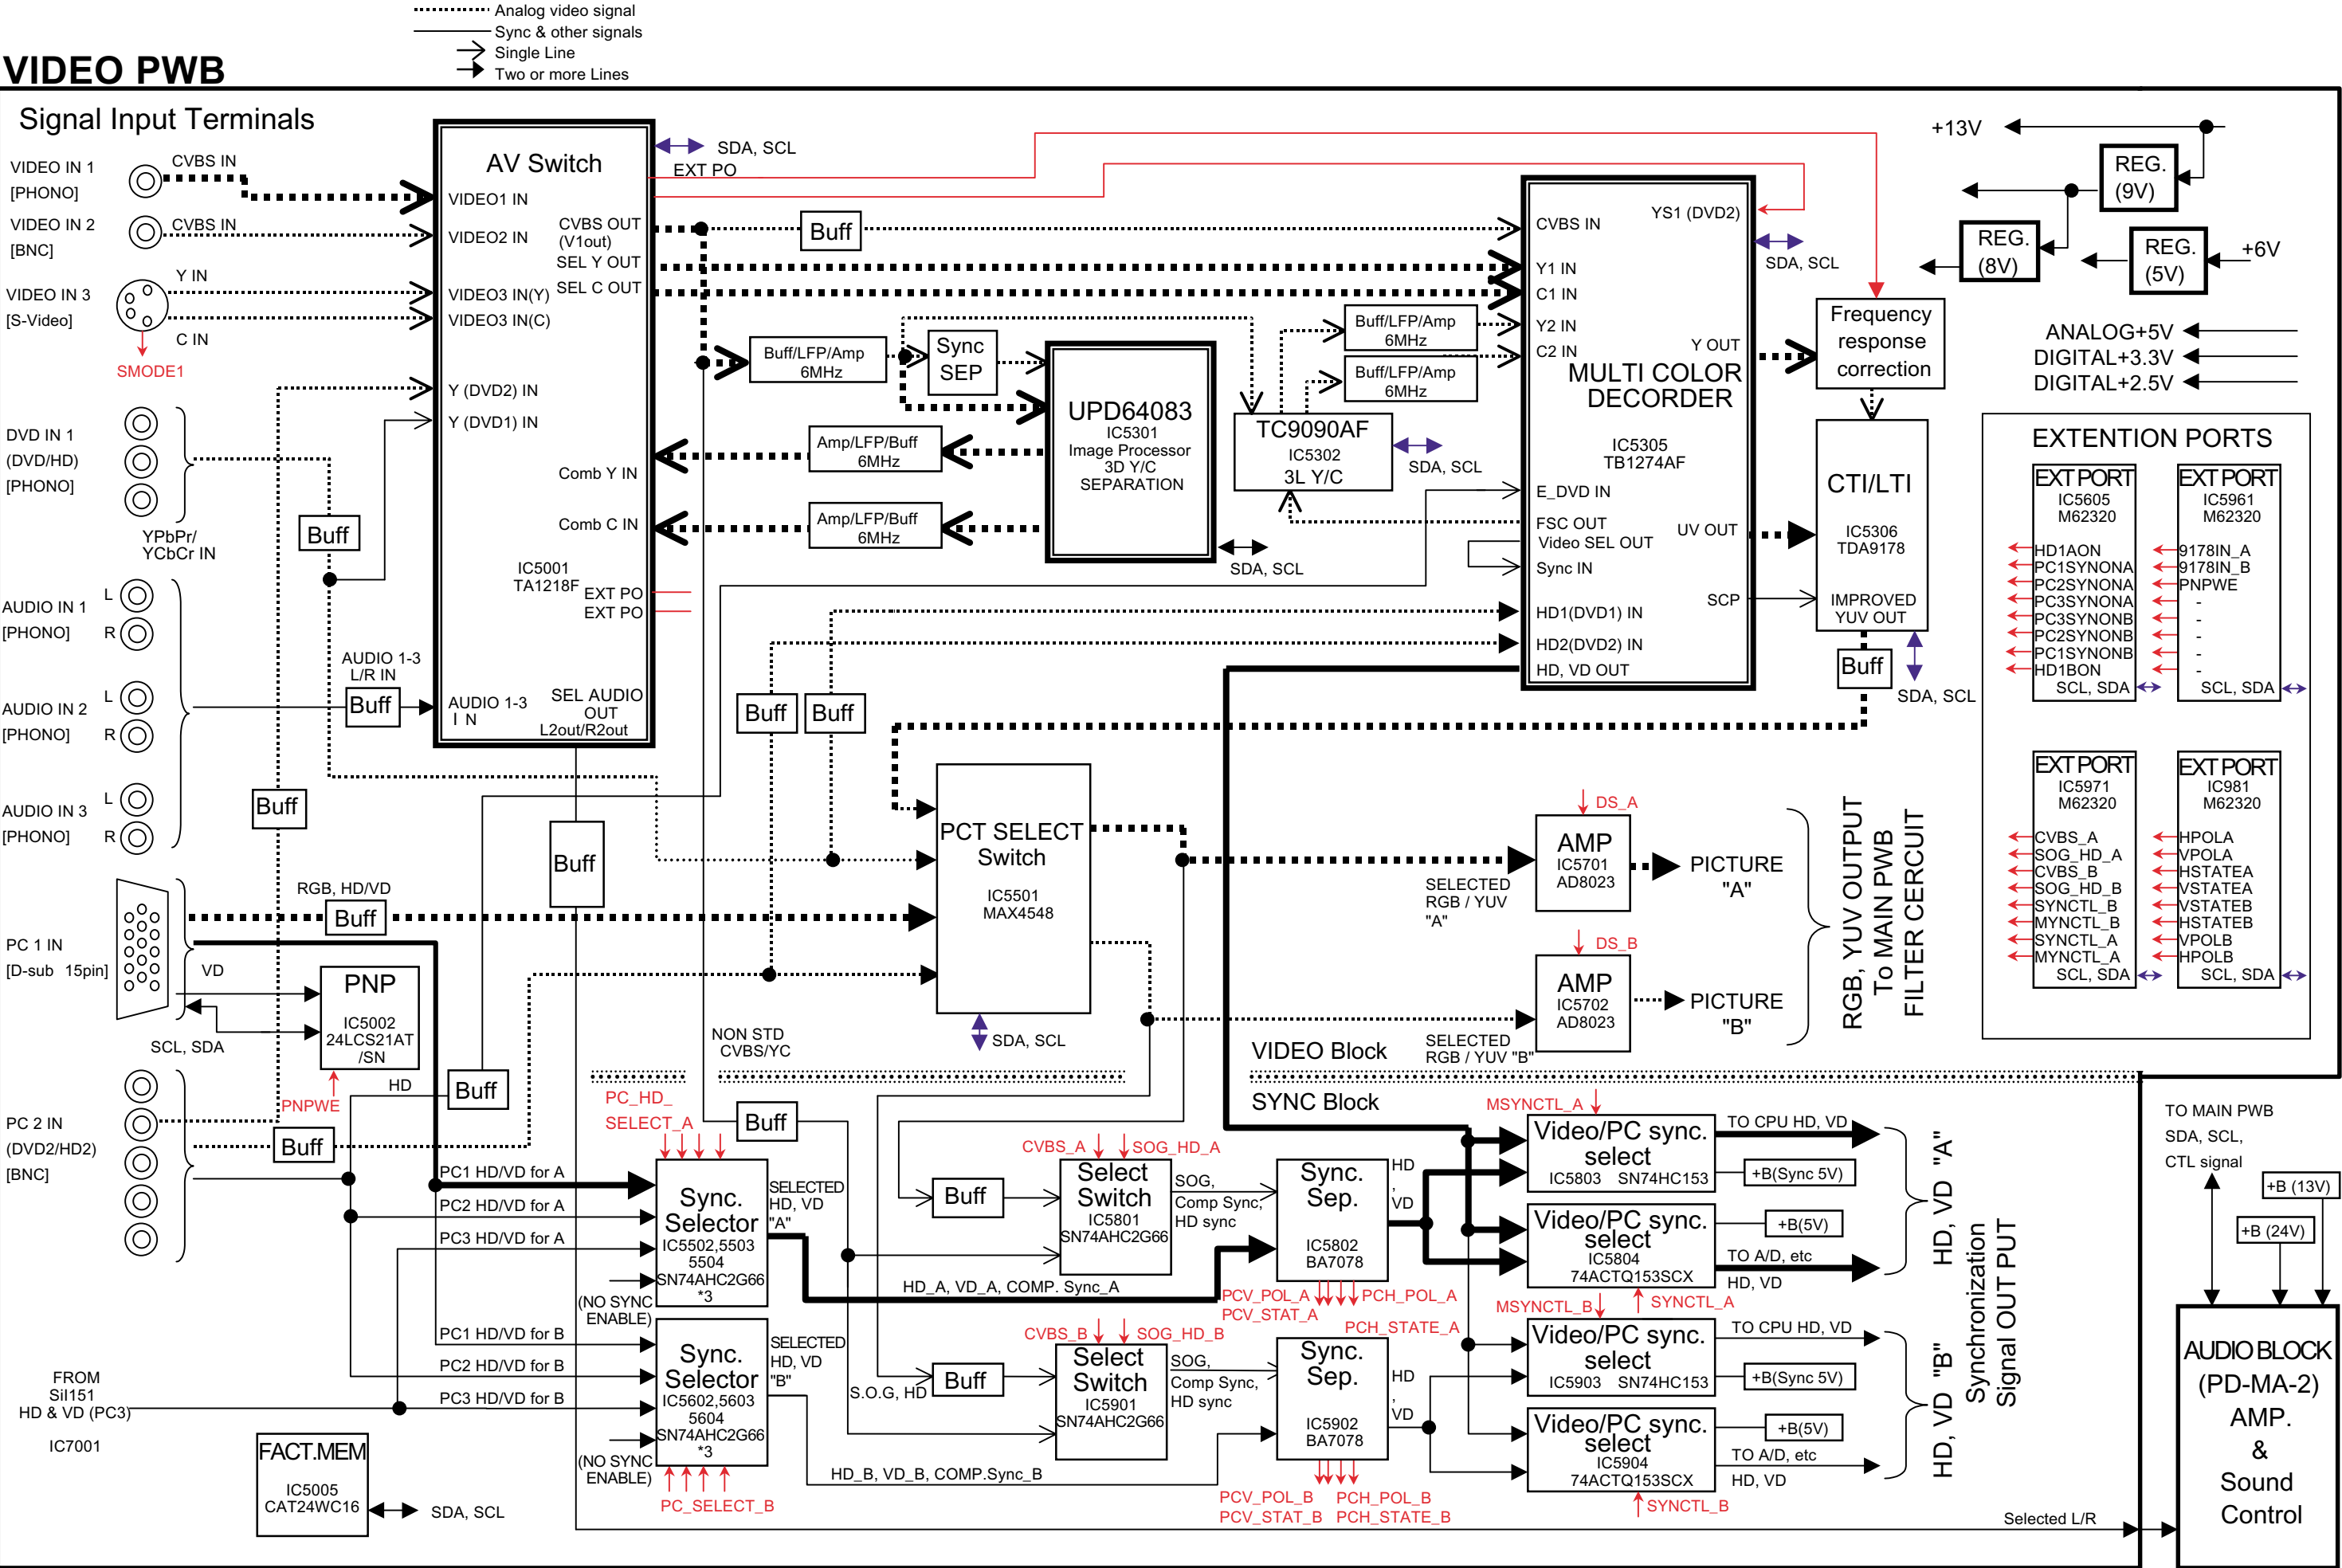 Analog video signal
Sync & other signals
Single Line
Two or more Lines
VIDEO PWB
Signal Input Terminals
VIDEO IN 1
[PHONO]
CVBS IN
VIDEO IN 2
[BNC]
CVBS IN
VIDEO IN 3
[S-Video]
Y IN
C IN
SMODE1
DVD IN 1
(DVD/HD)
[PHONO]
YPbPr/
YCbCr IN
Buff
AUDIO IN 1
[PHONO]
L
R
AUDIO IN 2
[PHONO]
L
R
AUDIO IN 3
[PHONO]
L
R
AUDIO 1-3
L/R IN
Buff
Buff
PC 1 IN
[D-sub 15pin]
RGB, HD/VD
Buff
VD
SCL, SDA
PNP
IC5002
24LCS21AT
/SN
PNPWE
HD
Buff
PC 2 IN
(DVD2/HD2)
[BNC]
Buff
FROM
SiI151
HD & VD (PC3)
IC7001
FACT.MEM
IC5005
CAT24WC16
SDA, SCL
AV Switch
VIDEO1 IN
VIDEO2 IN
VIDEO3 IN(Y)
VIDEO3 IN(C)
Y (DVD2) IN
Y (DVD1) IN
CVBS OUT
(V1out)
SEL Y OUT
SEL C OUT
Comb Y IN
Comb C IN
IC5001
TA1218F
EXT PO
EXT PO
AUDIO 1-3
I N
SEL AUDIO
OUT
L2out/R2out
SDA, SCL
EXT PO
Buff
Buff
Buff/LFP/Amp
6MHz
Sync
SEP
Amp/LFP/Buff
6MHz
Amp/LFP/Buff
6MHz
UPD64083
IC5301
Image Processor
3D Y/C
SEPARATION
SDA, SCL
TC9090AF
IC5302
3L Y/C
SDA, SCL
Buff/LFP/Amp
6MHz
Buff/LFP/Amp
6MHz
CVBS IN
YS1 (DVD2)
Y1 IN
C1 IN
Y2 IN
C2 IN
Y OUT
MULTI COLOR
DECORDER
IC5305
TB1274AF
E_DVD IN
FSC OUT
Video SEL OUT
Sync IN
UV OUT
SCP
HD1(DVD1) IN
HD2(DVD2) IN
HD, VD OUT
SDA, SCL
Frequency
response
correction
CTI/LTI
IC5306
TDA9178
IMPROVED
YUV OUT
Buff
SDA, SCL
+13V
REG.
(9V)
REG.
(8V)
REG.
(5V)
+6V
ANALOG+5V
DIGITAL+3.3V
DIGITAL+2.5V
EXTENTION PORTS
EXT PORT
IC5605
M62320
HD1AON
PC1SYNONA
PC2SYNONA
PC3SYNONA
PC3SYNONB
PC2SYNONB
PC1SYNONB
HD1BON
SCL, SDA
EXT PORT
IC5961
M62320
9178IN_A
9178IN_B
PNPWE
-
-
-
-
-
SCL, SDA
EXT PORT
IC5971
M62320
CVBS_A
SOG_HD_A
CVBS_B
SOG_HD_B
SYNCTL_B
MYNCTL_B
SYNCTL_A
MYNCTL_A
SCL, SDA
EXT PORT
IC981
M62320
HPOLA
VPOLA
HSTATEA
VSTATEA
VSTATEB
HSTATEB
VPOLB
HPOLB
SCL, SDA
Buff
Buff
PCT SELECT
Switch
IC5501
MAX4548
SDA, SCL
SELECTED
RGB / YUV
"A"
DS_A
AMP
IC5701
AD8023
PICTURE
"A"
SELECTED
RGB / YUV "B"
DS_B
AMP
IC5702
AD8023
PICTURE
"B"
RGB, YUV OUTPUT
To MAIN PWB
FILTER CERCUIT
NON STD
CVBS/YC
VIDEO Block
SYNC Block
PC_HD_
SELECT_A
Buff
PC1 HD/VD for A
PC2 HD/VD for A
PC3 HD/VD for A
Sync.
Selector
IC5502,5503
5504
SN74AHC2G66
*3
SELECTED
HD, VD
"A"
(NO SYNC
ENABLE)
PC1 HD/VD for B
PC2 HD/VD for B
PC3 HD/VD for B
Sync.
Selector
IC5602,5603
5604
SN74AHC2G66
*3
SELECTED
HD, VD
"B"
(NO SYNC
ENABLE)
PC_SELECT_B
CVBS_A
SOG_HD_A
Buff
Select
Switch
IC5801
SN74AHC2G66
SOG,
Comp Sync,
HD sync
HD_A, VD_A, COMP. Sync_A
Sync.
Sep.
IC5802
BA7078
HD
,
VD
PCV_POL_A
PCV_STAT_A
PCH_POL_A
PCH_STATE_A
CVBS_B
SOG_HD_B
S.O.G, HD
Buff
Select
Switch
IC5901
SN74AHC2G66
SOG,
Comp Sync,
HD sync
HD_B, VD_B, COMP.Sync_B
Sync.
Sep.
IC5902
BA7078
HD
,
VD
PCV_POL_B
PCV_STAT_B
PCH_POL_B
PCH_STATE_B
MSYNCTL_A
Video/PC sync.
select
IC5803 SN74HC153
TO CPU HD, VD
+B(Sync 5V)
Video/PC sync.
select
IC5804
74ACTQ153SCX
+B(5V)
TO A/D, etc
HD, VD
SYNCTL_A
MSYNCTL_B
Video/PC sync.
select
IC5903 SN74HC153
TO CPU HD, VD
+B(Sync 5V)
Video/PC sync.
select
IC5904
74ACTQ153SCX
+B(5V)
TO A/D, etc
HD, VD
SYNCTL_B
HD, VD "A"
HD, VD "B"
Synchronization
Signal OUT PUT
TO MAIN PWB
SDA, SCL,
CTL signal
+B (13V)
+B (24V)
AUDIO BLOCK
(PD-MA-2)
AMP.
&
Sound
Control
Selected L/R